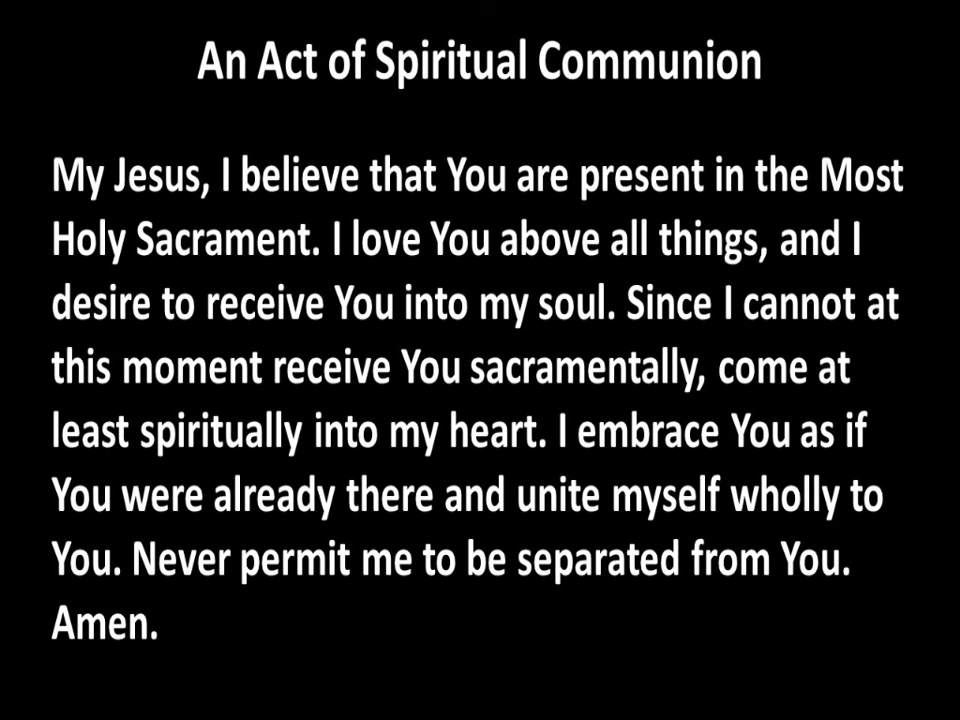 An Act of Spiritual Communion
My Jesus, I believe that You are present in the Most
Holy Sacrament. I love You above all things, and I
desire to receive You into my soul. Since I cannot at
this moment receive You sacramentally, come at
least spiritually into my heart. I embrace You as if
You were already there and unite myself wholly to
You. Never permit me to be separated from You.
Amen.